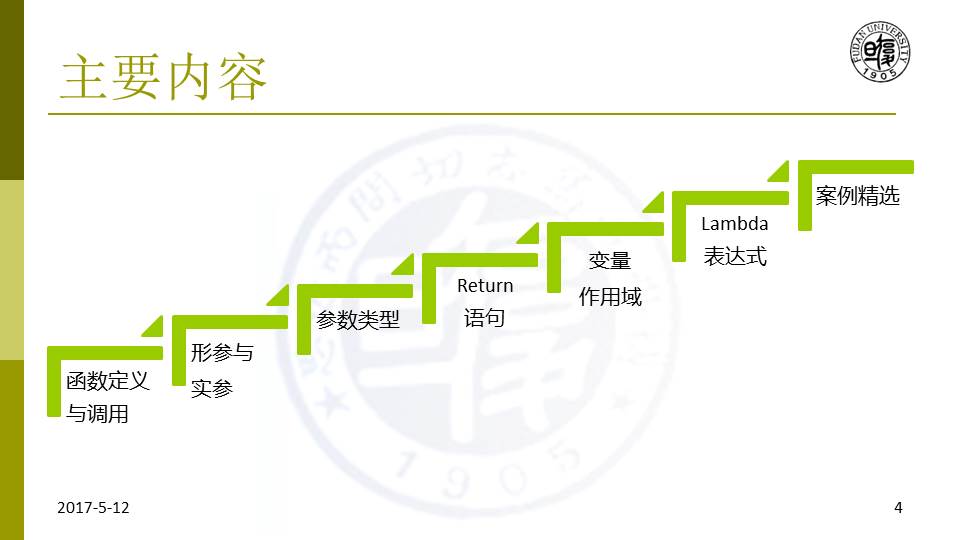 主要内容
FUDAN UNIVERSITY
1905
函数定义
与调用
形参与
实参
参数类型
Return
语句
变量
作用域
Lambda
表达式
案例精选
1905
2017-5-12
4